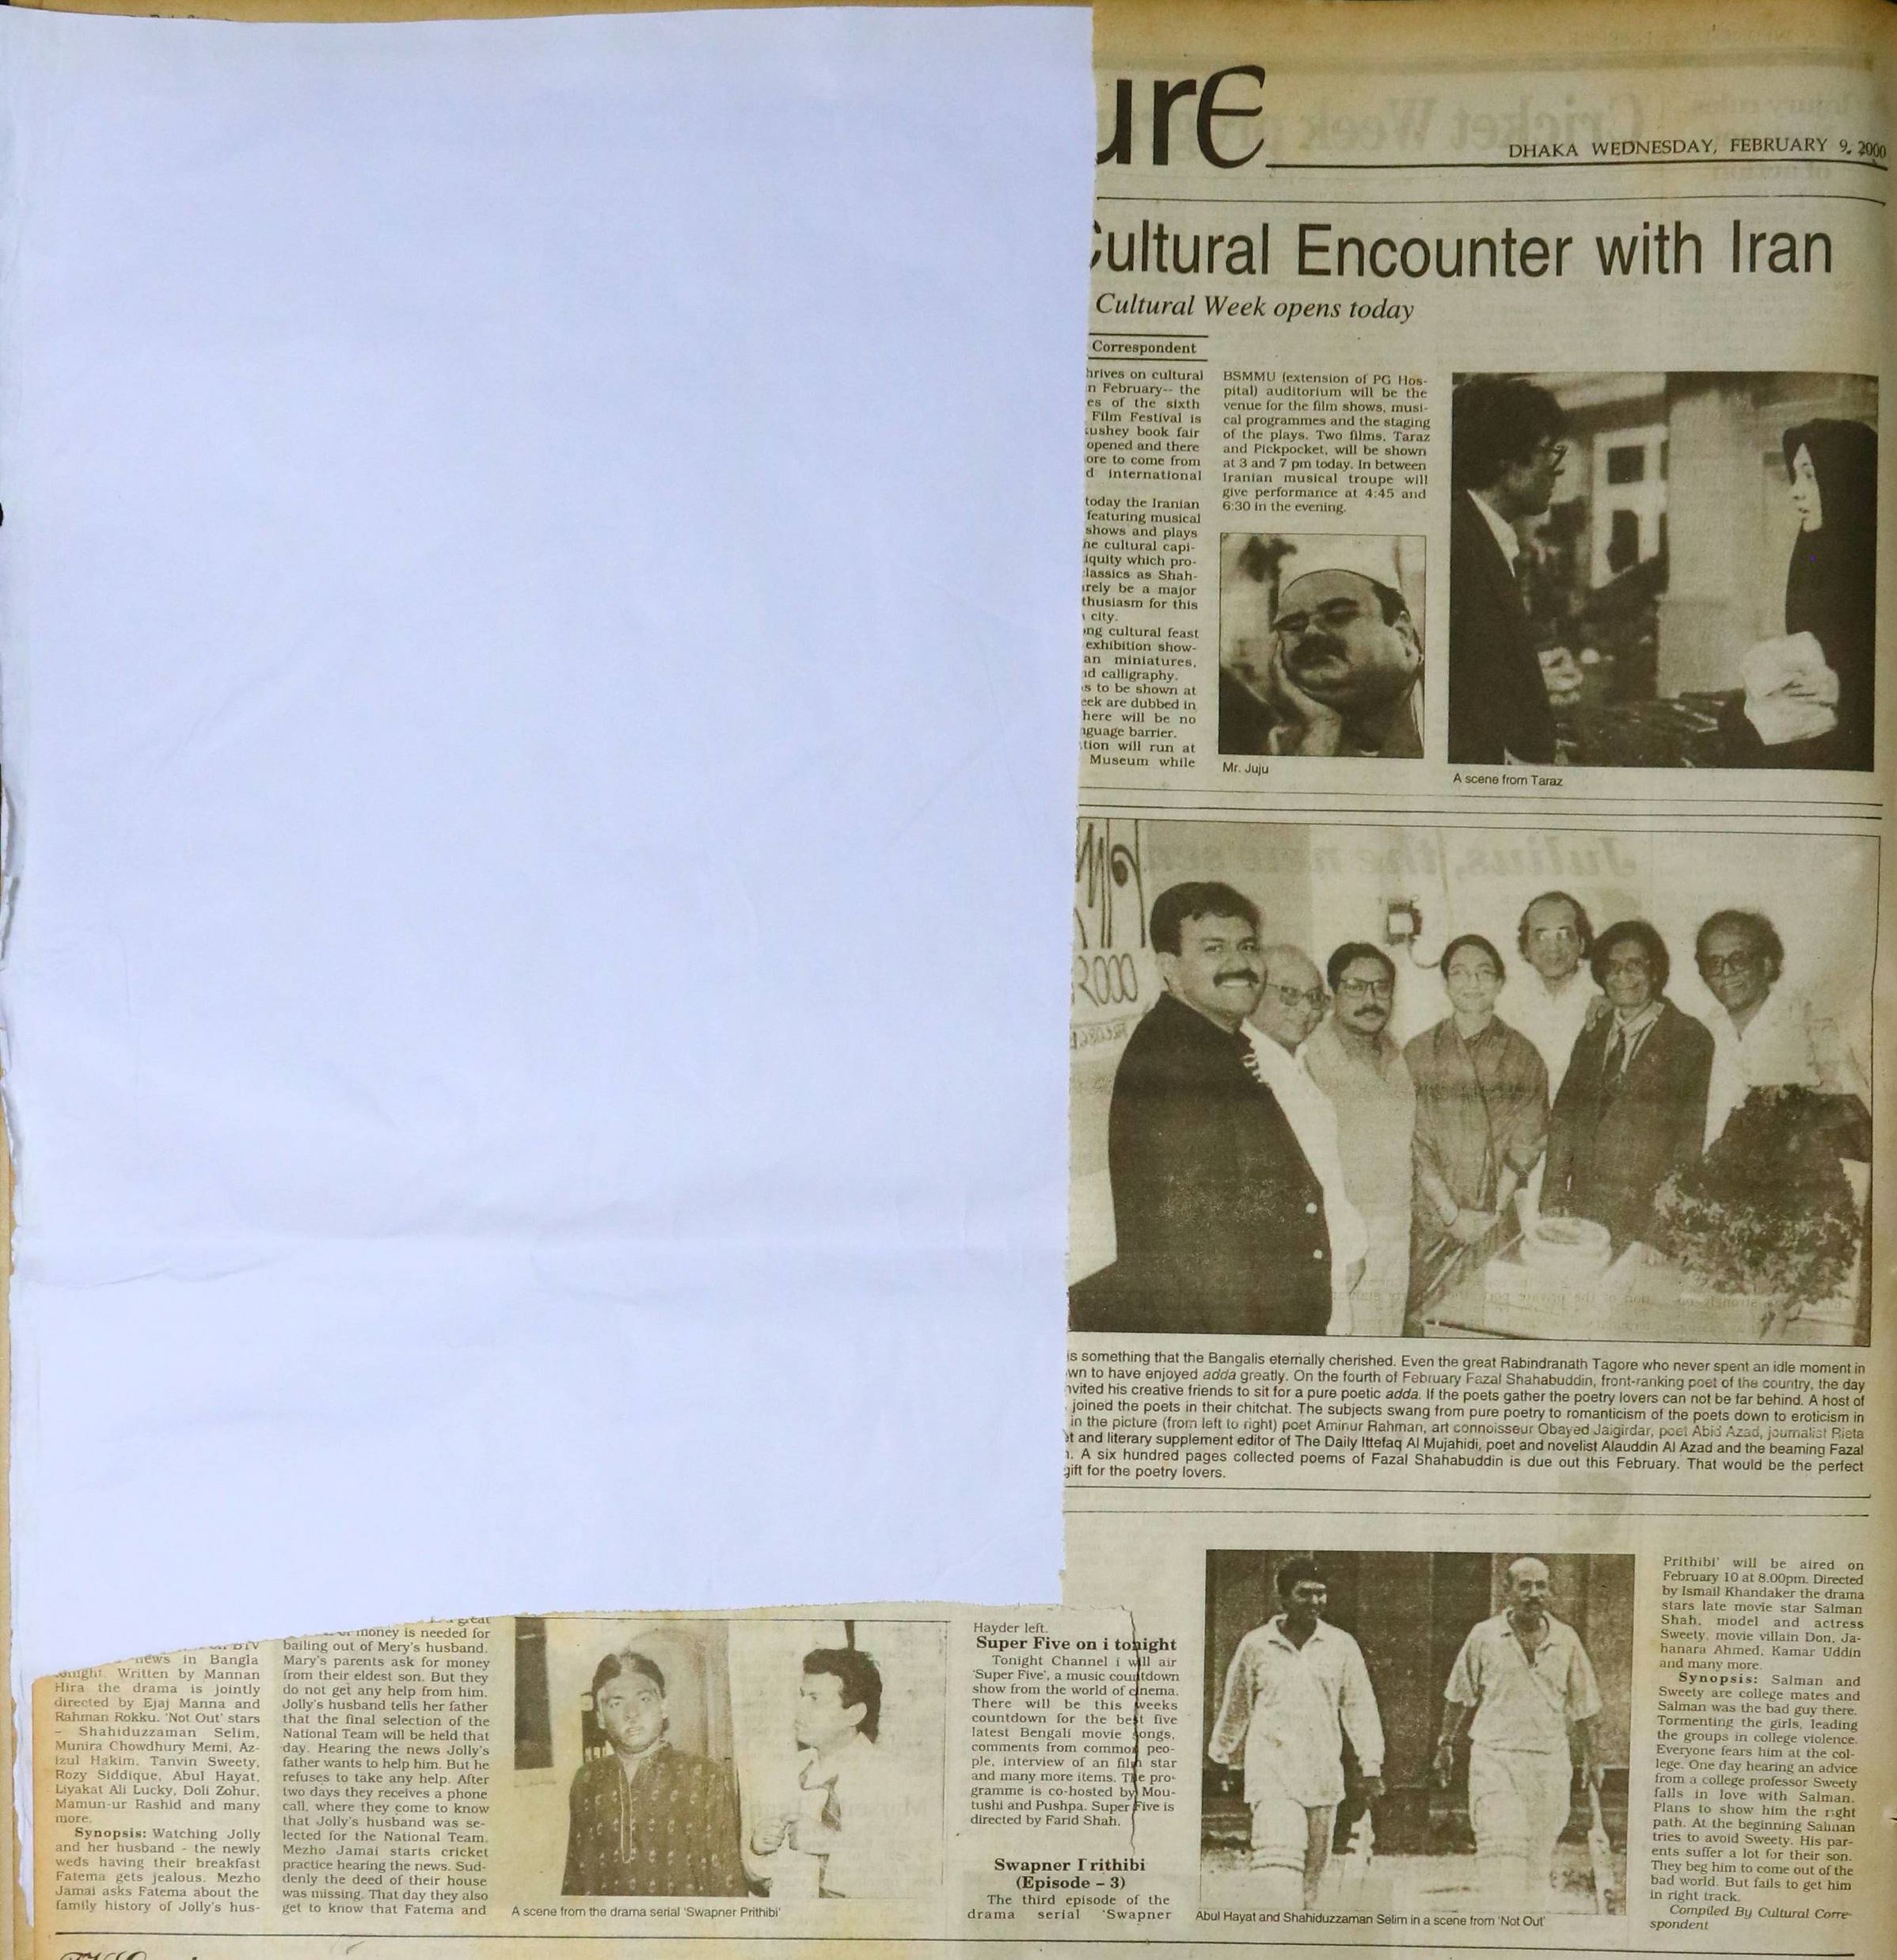 urE
DHAKA WEDNESDAY, FEBRUARY 9, 2000
Cultural Encounter with Iran
Cultural Week opens today
Correspondent
hrives on cultural
n February-- the
es of the sixth
Film Festival is
ushey book fair
opened and there
ore to come from
d international
today the Iranian
featuring musical
shows and plays
he cultural capi-
iquity which pro-
lassics as Shah-
rely be a major
thusiasm for this
city.
ong cultural feast
exhibition show-
an miniatures,
nd calligraphy.
s to be shown at
eek are dubbed in
here will be no
nguage barrier.
tion will run at
Museum while
BSMMU (extension of PG Hos-
pital) auditorium will be the
venue for the film shows, musi-
cal programmes and the staging
of the plays. Two films, Taraz
and Pickpocket, will be shown
at 3 and 7 pm today. In between
Iranian musical troupe will
give performance at 4:45 and
6:30 in the evening.
Mr. Juju
A scene from Taraz
২০০০
is something that the Bangalis eternally cherished. Even the great Rabindranath Tagore who never spent an idle moment in
wn to have enjoyed adda greatly. On the fourth of February Fazal Shahabuddin, front-ranking poet of the country, the day
nvited his creative friends to sit for a pure poetic adda. If the poets gather the poetry lovers can not be far behind. A host of
joined the poets in their chitchat. The subjects swang from pure poetry to romanticism of the poets down to eroticism in
in the picture (from left to right) poet Aminur Rahman, art connoisseur Obayed Jaigirdar, poet Abid Azad, journalist Rieta
et and literary supplement editor of The Daily Ittefaq Al Mujahidi, poet and novelist Alauddin Al Azad and the beaming Fazal
n. A six hundred pages collected poems of Fazal Shahabuddin is due out this February. That would be the perfect
gift for the poetry lovers.
on BTV
news in Bangla
tonight. Written by Mannan
Hira the drama is jointly
directed by Ejaj Manna and
Rahman Rokku. 'Not Out' stars
– Shahiduzzaman Selim,
Munira Chowdhury Memi, Az-
izul Hakim, Tanvin Sweety,
Rozy Siddique, Abul Hayat,
Liyakat Ali Lucky, Doli Zohur,
Mamun-ur Rashid and many
more.
Synopsis: Watching Jolly
and her husband - the newly
weds having their breakfast
Fatema gets jealous. Mezho
Jamai asks Fatema about the
family history of Jolly's hus-
great
of money is needed for
bailing out of Mery's husband.
Mary's parents ask for money
from their eldest son. But they
do not get any help from him.
Jolly's husband tells her father
that the final selection of the
National Team will be held that
day. Hearing the news Jolly's
father wants to help him. But he
refuses to take any help. After
two days they receive a phone
call, where they come to know
that Jolly's husband was se-
lected for the National Team.
Mezho Jamai starts cricket
practice hearing the news. Sud-
denly the deed of their house
was missing. That day they also
get to know that Fatema and
A scene from the drama serial 'Swapner Prithibi'
Hayder left.
Super Five on i tonight
Tonight Channel i will air
'Super Five', a music countdown
show from the world of cinema.
There will be this weeks
countdown for the best five
latest Bengali movie songs,
comments from common peo-
ple, interview of an film star
and many more items. The pro-
gramme is co-hosted by Mou-
tushi and Pushpa. Super Five is
directed by Farid Shah.
Swapner Prithibi
(Episode – 3)
The third episode of the
drama serial 'Swapner
Abul Hayat and Shahiduzzaman Selim in a scene from 'Not Out'
Prithibi' will be aired on
February 10 at 8.00pm. Directed
by Ismail Khandaker the drama
stars late movie star Salman
Shah, model and actress
Sweety, movie villain Don, Ja-
hanara Ahmed, Kamar Uddin
and many more.
Synopsis: Salman and
Sweety are college mates and
Salman was the bad guy there.
Tormenting the girls, leading
the groups in college violence.
Everyone fears him at the col-
lege. One day hearing an advice
from a college professor Sweety
falls in love with Salman.
Plans to show him the right
path. At the beginning Salman
tries to avoid Sweety. His par-
ents suffer a lot for their son.
They beg him to come out of the
bad world. But fails to get him
in right track.
Compiled By Cultural Corre-
spondent